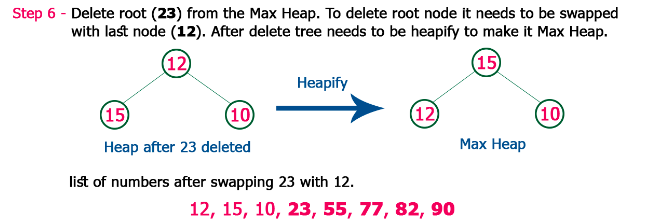 Step 6 - Delete root (23) from the Max Heap. To delete root node it needs to be swapped
with last node (12). After delete tree needs to be heapify to make it Max Heap.
12
15
10
Heap after 23 deleted
Heapify
15
12
10
Max Heap
list of numbers after swapping 23 with 12.
12, 15, 10, 23, 55, 77, 82, 90